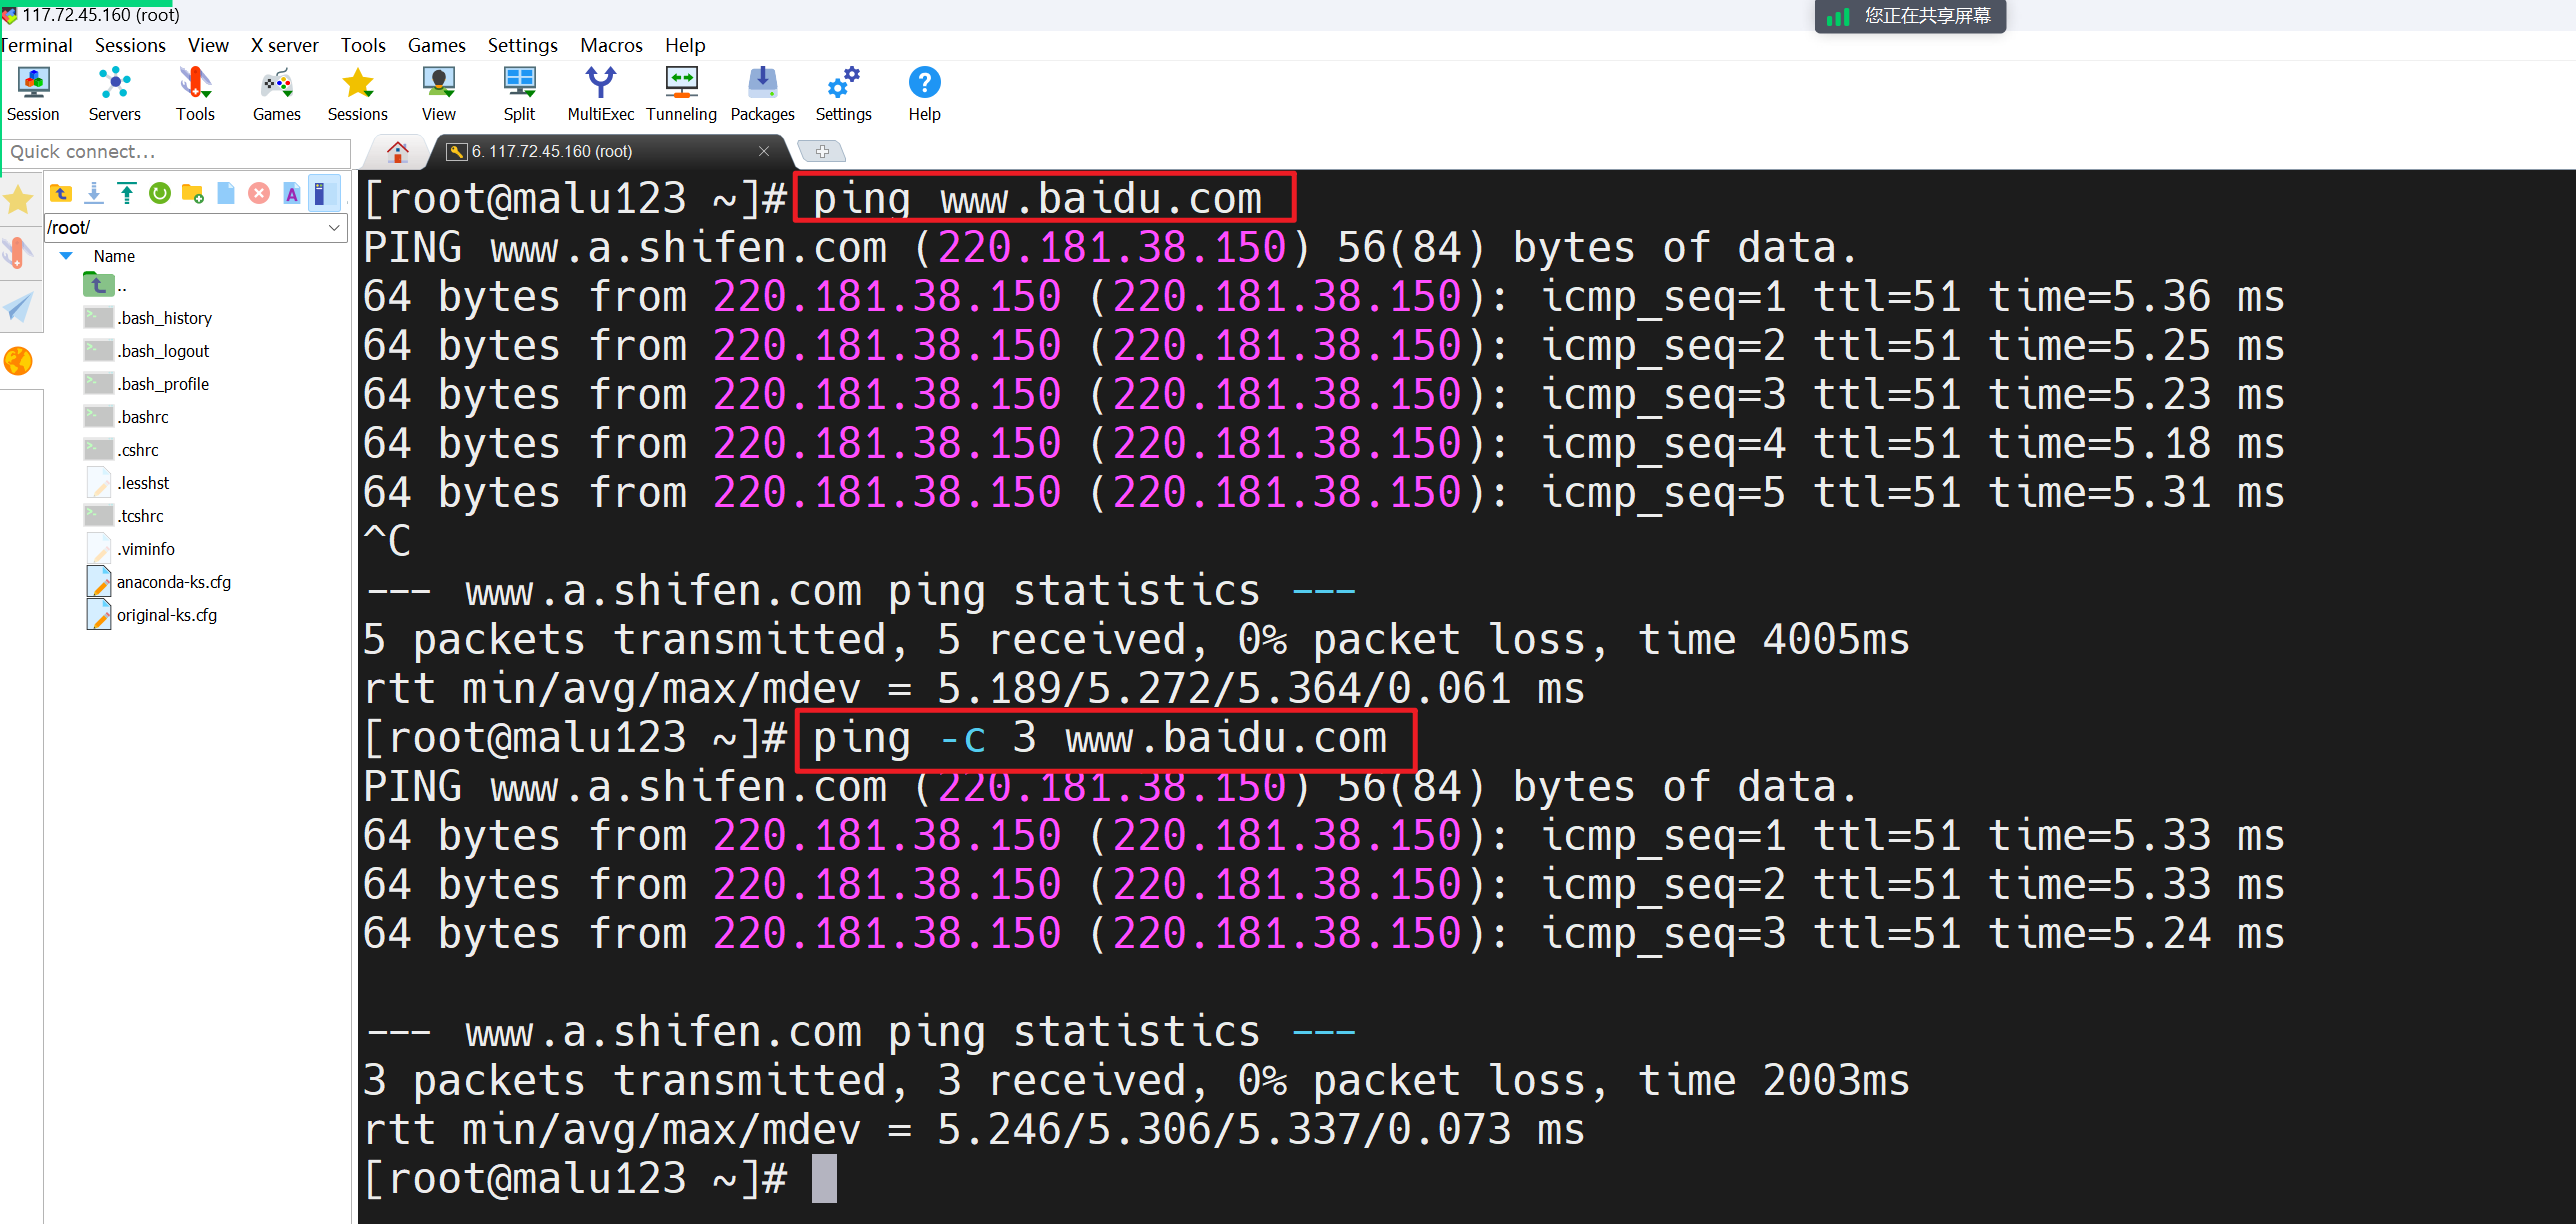 117.72.45.160 (root)
您正在共享屏幕
Terminal Sessions View X server Tools Games Settings Macros Help
Session Servers Tools Games Sessions View Split MultiExec Tunneling Packages Settings Help
Quick connect...
6. 117.72.45.160 (root)
/root/
Name
..
.bash_history
.bash_logout
.bash_profile
.bashrc
.cshrc
.lesshst
.tcshrc
.viminfo
anaconda-ks.cfg
original-ks.cfg
[root@malu123 ~]# ping www.baidu.com
PING www.a.shifen.com (220.181.38.150) 56(84) bytes of data.
64 bytes from 220.181.38.150 (220.181.38.150): icmp_seq=1 ttl=51 time=5.36 ms
64 bytes from 220.181.38.150 (220.181.38.150): icmp_seq=2 ttl=51 time=5.25 ms
64 bytes from 220.181.38.150 (220.181.38.150): icmp_seq=3 ttl=51 time=5.23 ms
64 bytes from 220.181.38.150 (220.181.38.150): icmp_seq=4 ttl=51 time=5.18 ms
64 bytes from 220.181.38.150 (220.181.38.150): icmp_seq=5 ttl=51 time=5.31 ms
^C
--- www.a.shifen.com ping statistics ---
5 packets transmitted, 5 received, 0% packet loss, time 4005ms
rtt min/avg/max/mdev = 5.189/5.272/5.364/0.061 ms
[root@malu123 ~]# ping -c 3 www.baidu.com
PING www.a.shifen.com (220.181.38.150) 56(84) bytes of data.
64 bytes from 220.181.38.150 (220.181.38.150): icmp_seq=1 ttl=51 time=5.33 ms
64 bytes from 220.181.38.150 (220.181.38.150): icmp_seq=2 ttl=51 time=5.33 ms
64 bytes from 220.181.38.150 (220.181.38.150): icmp_seq=3 ttl=51 time=5.24 ms
--- www.a.shifen.com ping statistics ---
3 packets transmitted, 3 received, 0% packet loss, time 2003ms
rtt min/avg/max/mdev = 5.246/5.306/5.337/0.073 ms
[root@malu123 ~]#